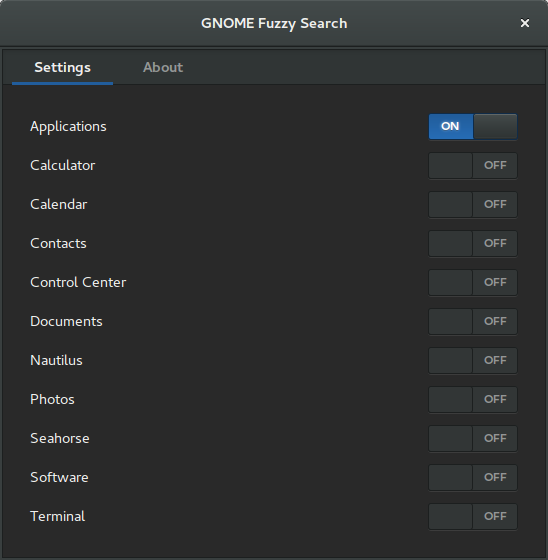 GNOME Fuzzy Search
Settings About
Applications ON
Calculator OFF
Calendar OFF
Contacts OFF
Control Center OFF
Documents OFF
Nautilus OFF
Photos OFF
Seahorse OFF
Software OFF
Terminal OFF